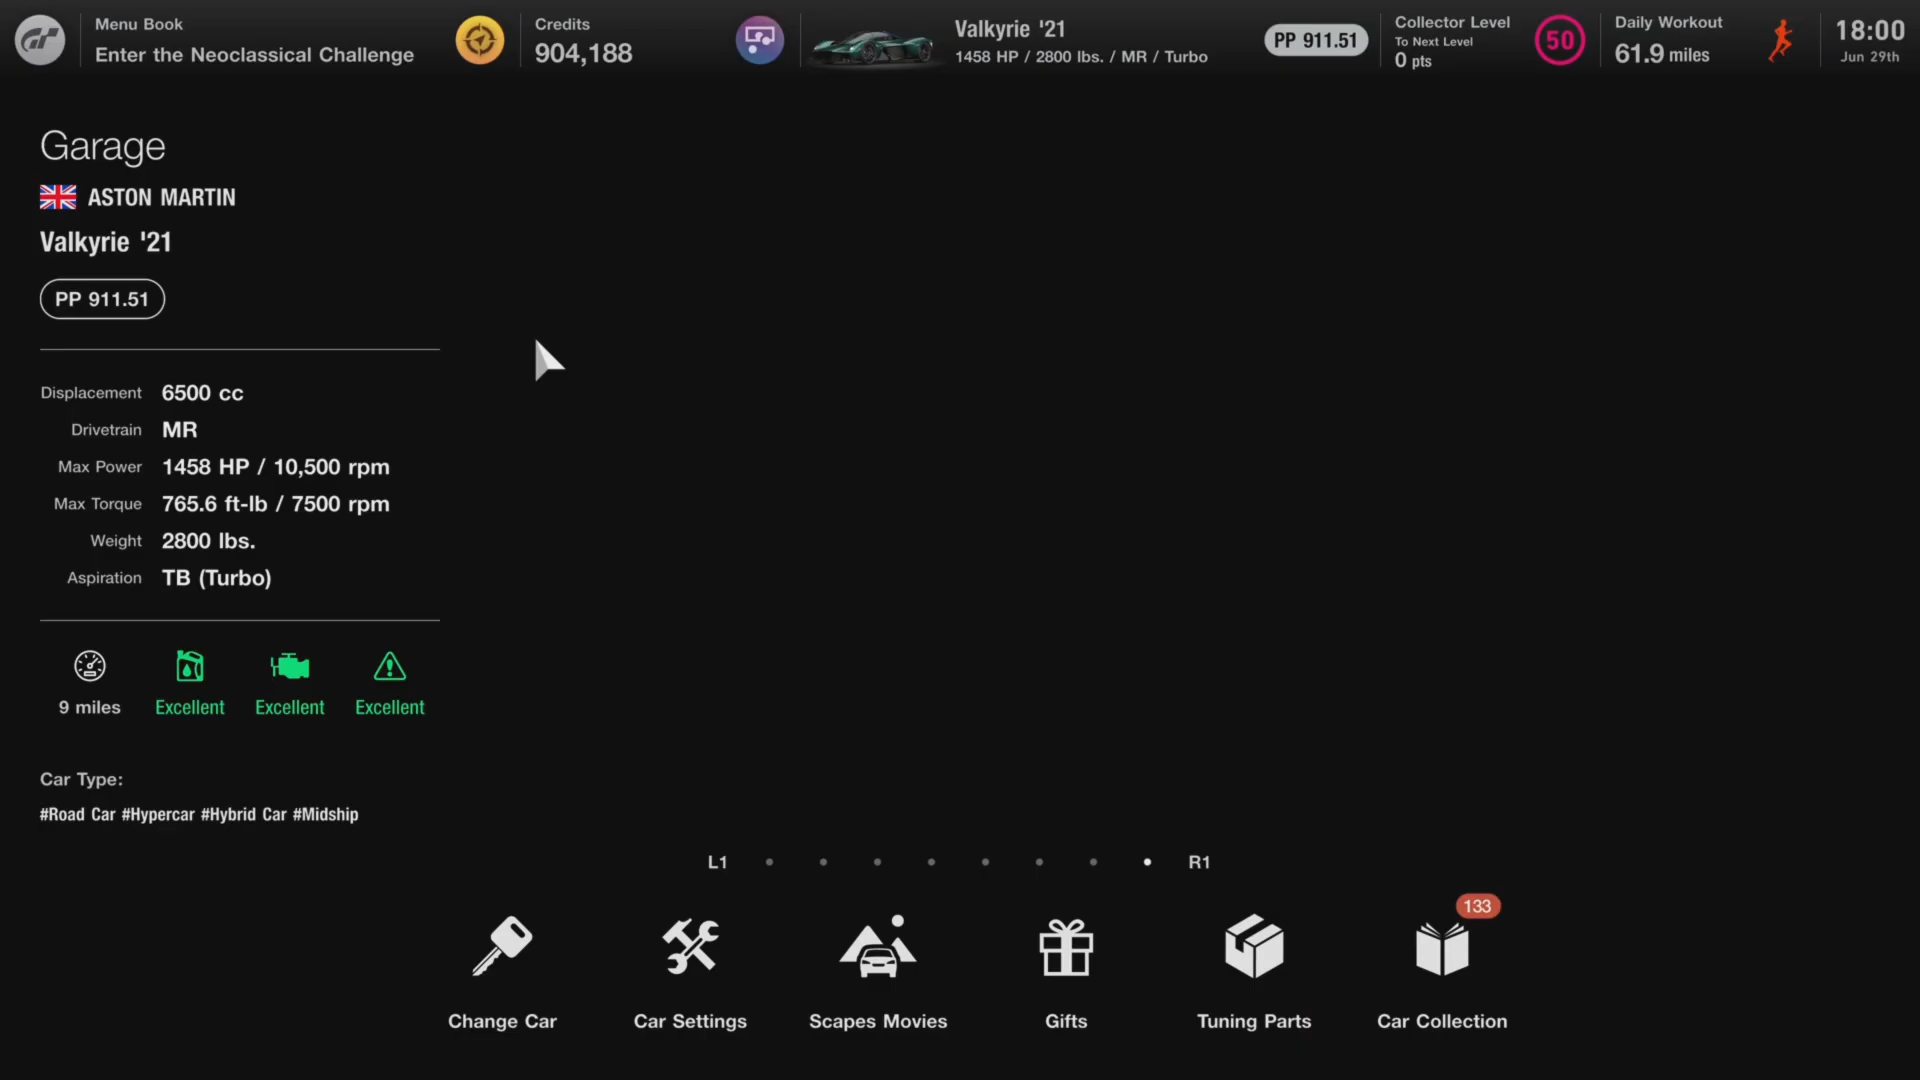 Menu Book
Enter the Neoclassical Challenge
Credits
904,188
Valkyrie '21
1458 HP / 2800 lbs. / MR / Turbo
PP 911.51
Collector Level
To Next Level
0 pts
50
Daily Workout
61.9 miles
18:00
Jun 29th
Garage
ASTON MARTIN
Valkyrie '21
PP 911.51
Displacement 6500 cc
Drivetrain MR
Max Power 1458 HP / 10,500 rpm
Max Torque 765.6 ft-lb / 7500 rpm
Weight 2800 lbs.
Aspiration TB (Turbo)
9 miles
Excellent
Excellent
Excellent
Car Type:
#Road Car #Hypercar #Hybrid Car #Midship
L1
R1
133
Change Car
Car Settings
Scapes Movies
Gifts
Tuning Parts
Car Collection